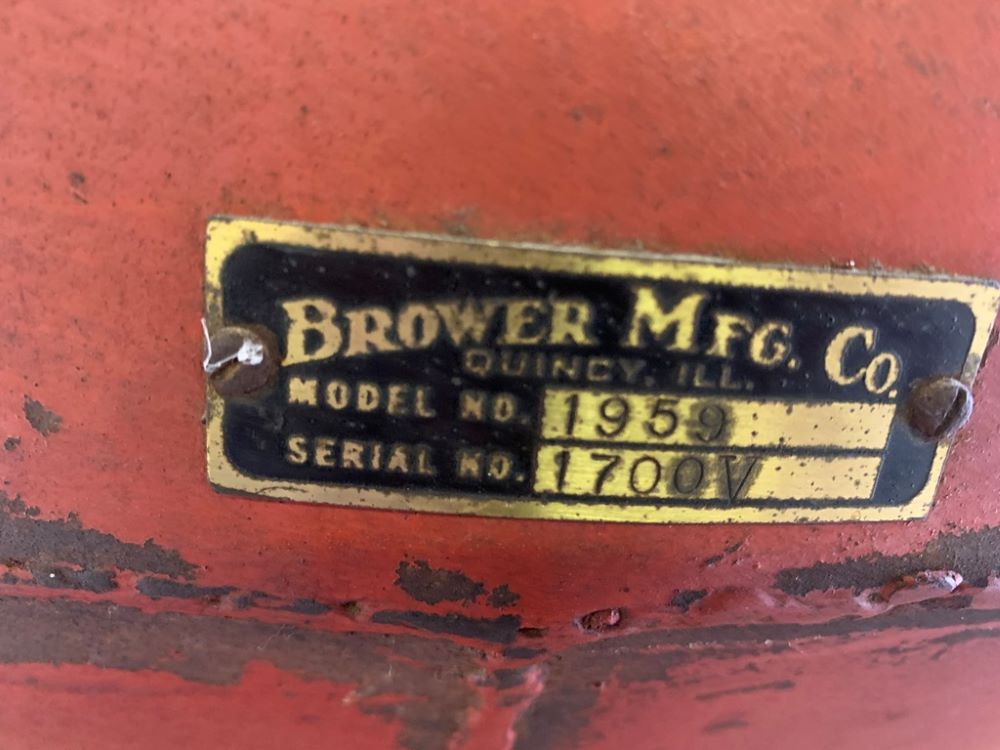 BROWER MFG. CO.
QUINCY, ILL.
MODEL NO. 1959
SERIAL NO. 1700V